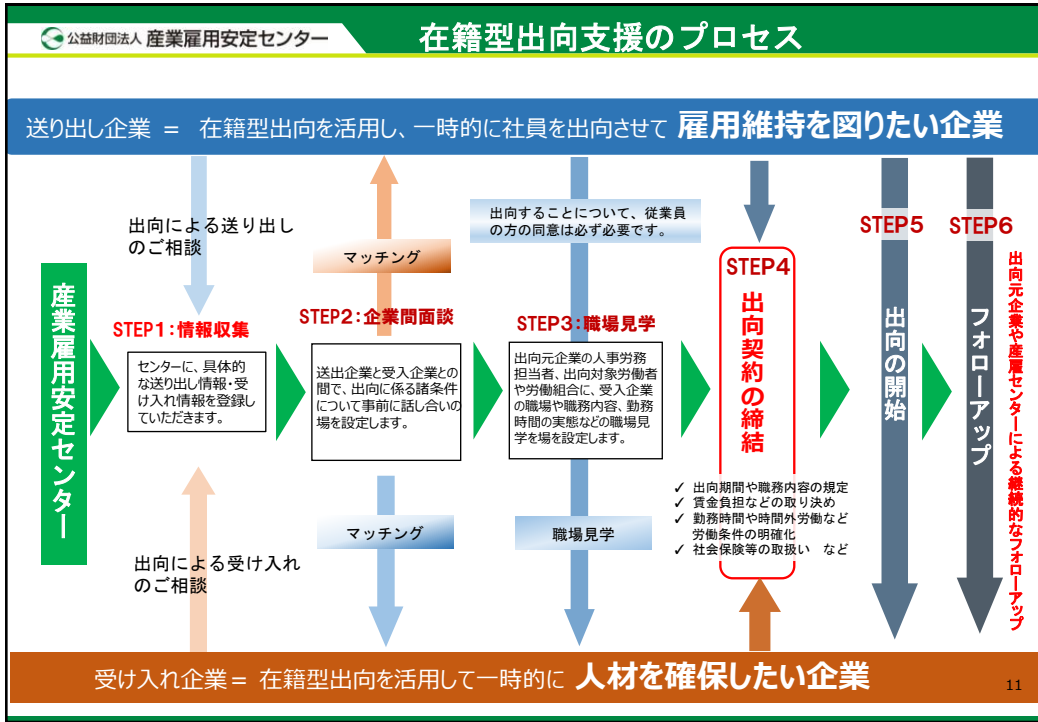 公益財団法人 産業雇用安定センター
在籍型出向支援のプロセス
送り出し企業 = 在籍型出向を活用し、一時的に社員を出向させて 雇用維持を図りたい企業
出向による送り出し
のご相談
マッチング
出向することについて、従業員
の方の同意は必ず必要です。
産業雇用安定センター
STEP1:情報収集
センターに、具体的
な送り出し情報・受
け入れ情報を登録し
ていただきます。
STEP2:企業間面談
送出企業と受入企業との
間で、出向に係る諸条件
について事前に話し合いの
場を設定します。
STEP3:職場見学
出向元企業の人事労務
担当者、出向対象労働者
や労働組合に、受入企業
の職場や職務内容、勤務
時間の実態などの職場見
学を場を設定します。
STEP4
出向契約の締結
✓ 出向期間や職務内容の規定
✓ 賃金負担などの取り決め
✓ 勤務時間や時間外労働など
労働条件の明確化
✓ 社会保険等の取扱い など
STEP5
出向の開始
STEP6
フォローアップ
出向元企業や産雇センターによる継続的なフォローアップ
出向による受け入れ
のご相談
マッチング
職場見学
受け入れ企業= 在籍型出向を活用して一時的に 人材を確保したい企業
11